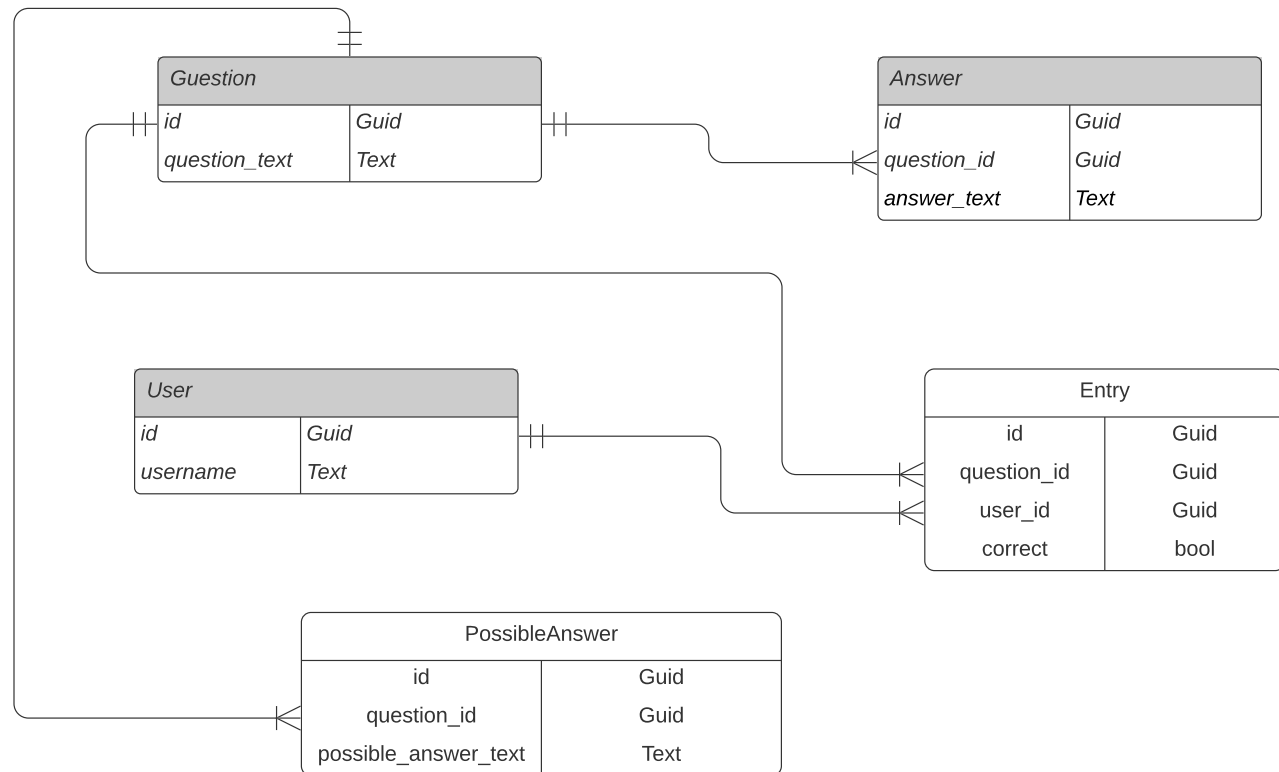 Guestion
id Guid
question_text Text
Answer
id Guid
question_id Guid
answer_text Text
User
id Guid
username Text
Entry
id Guid
question_id Guid
user_id Guid
correct bool
PossibleAnswer
id Guid
question_id Guid
possible_answer_text Text